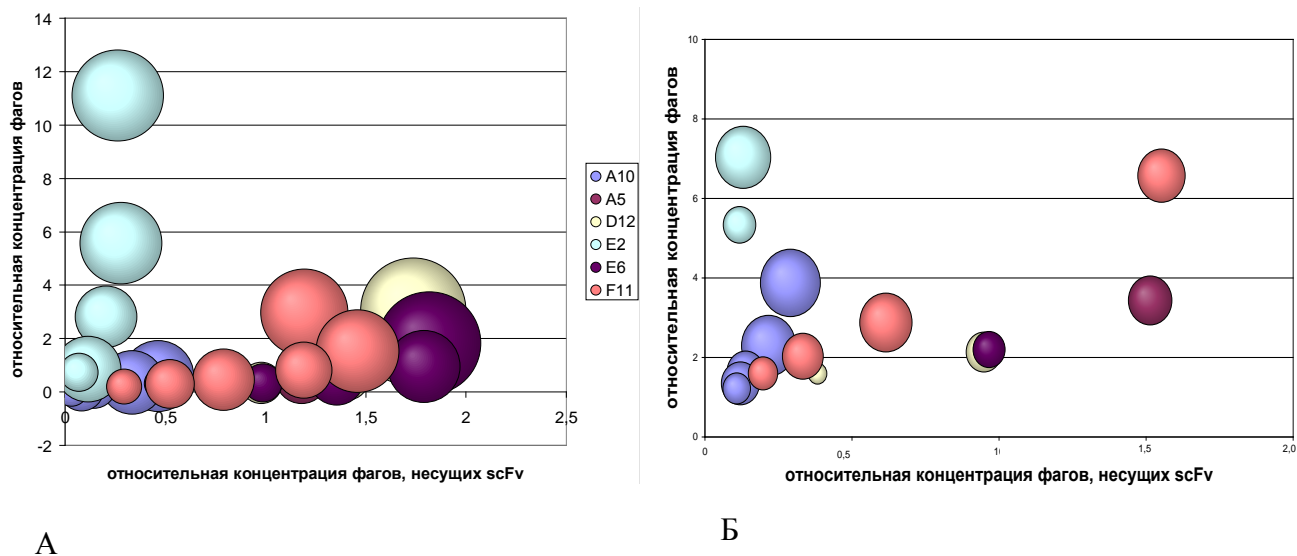 14
12
10
8
6
4
2
0
-2
0 0,5 1 1,5 2 2,5
относительная концентрация фагов
относительная концентрация фагов, несущих scFv
A10
A5
D12
E2
E6
F11
А
10
8
6
4
2
0
0 0,5 1 1,5 2,0
относительная концентрация фагов
относительная концентрация фагов, несущих scFv
Б